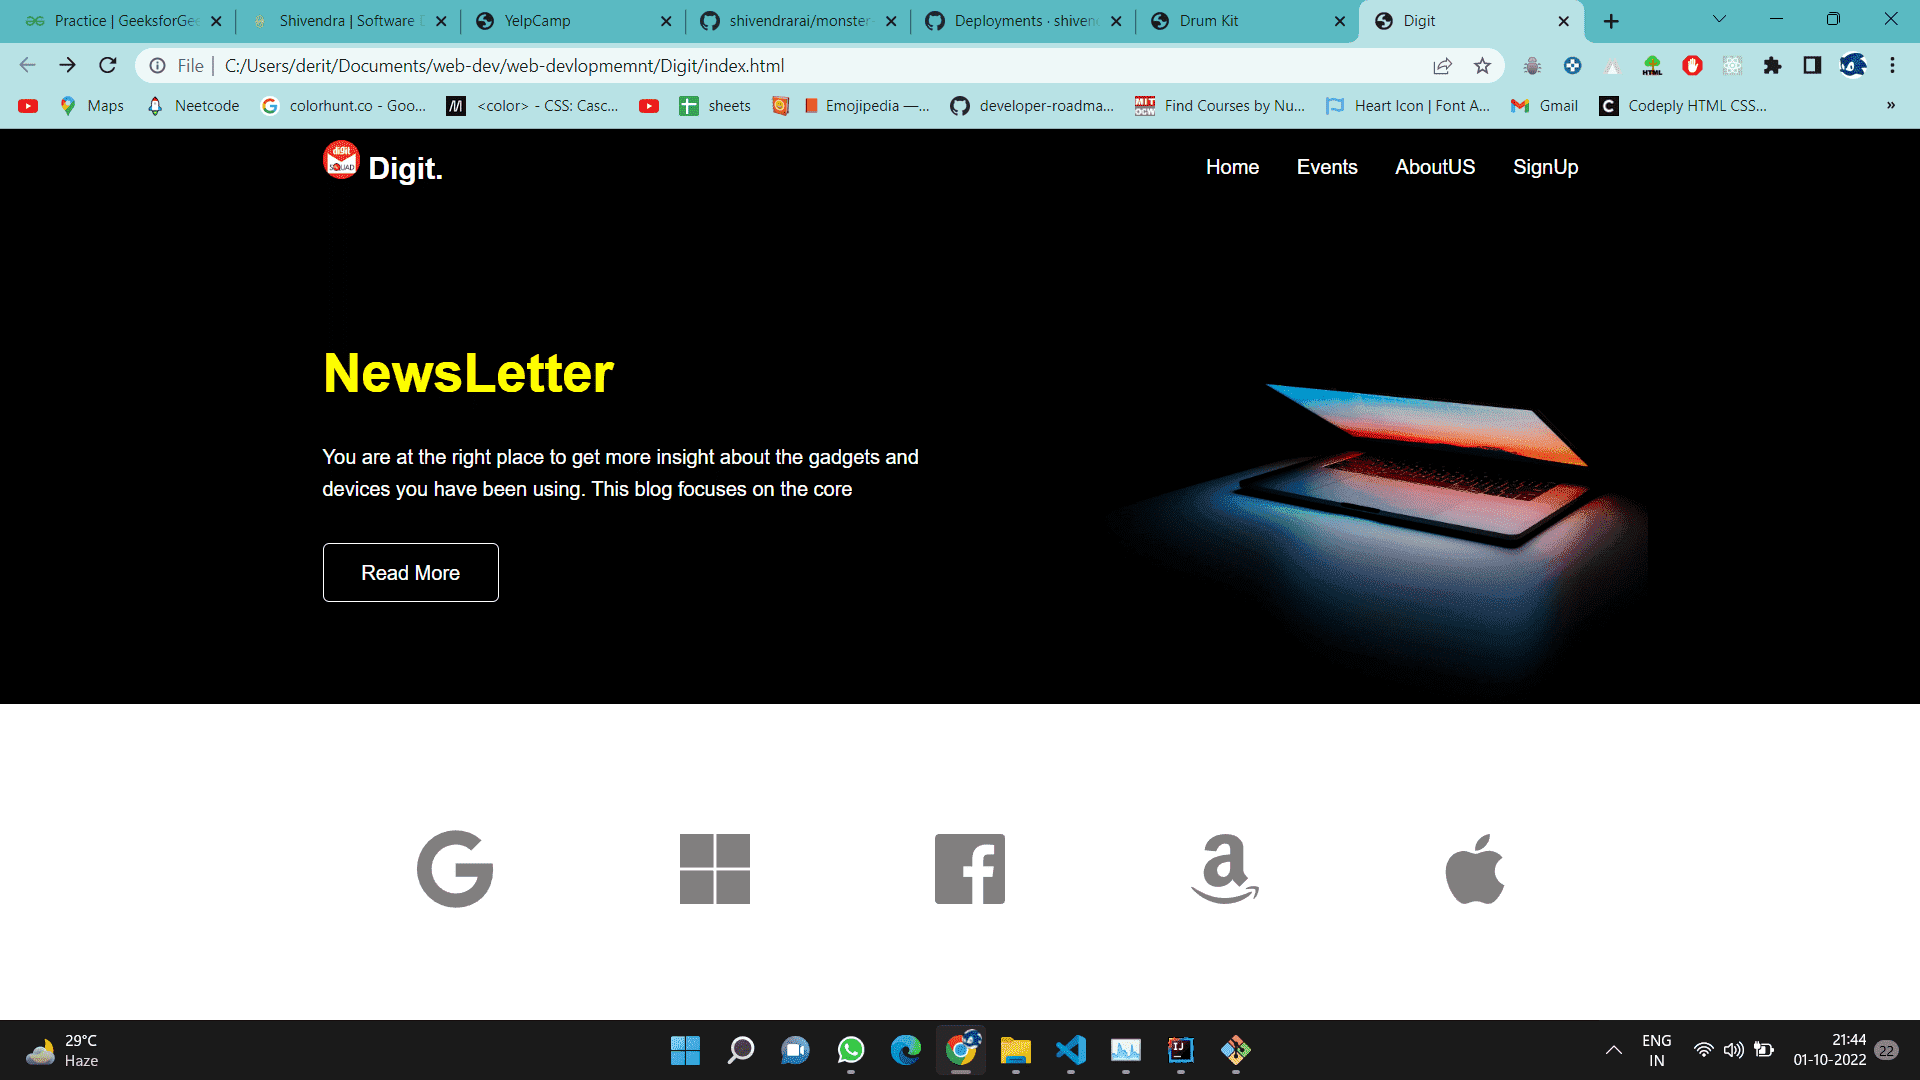 Practice | GeeksforGee
Shivendra | Software D
YelpCamp
shivendrarai/monster-
Deployments · shivend
Drum Kit
Digit
File | C:/Users/derit/Documents/web-dev/web-devlopmemnt/Digit/index.html
Maps
Neetcode
colorhunt.co - Goo...
<color> - CSS: Casc...
sheets
Emojipedia —...
developer-roadma...
Find Courses by Nu...
Heart Icon | Font A...
Gmail
Codeply HTML CSS...
»
digit
SQUAD
Digit.
Home
Events
AboutUS
SignUp
NewsLetter
You are at the right place to get more insight about the gadgets and
devices you have been using. This blog focuses on the core
Read More
29°C
Haze
ENG
IN
21:44
01-10-2022
22